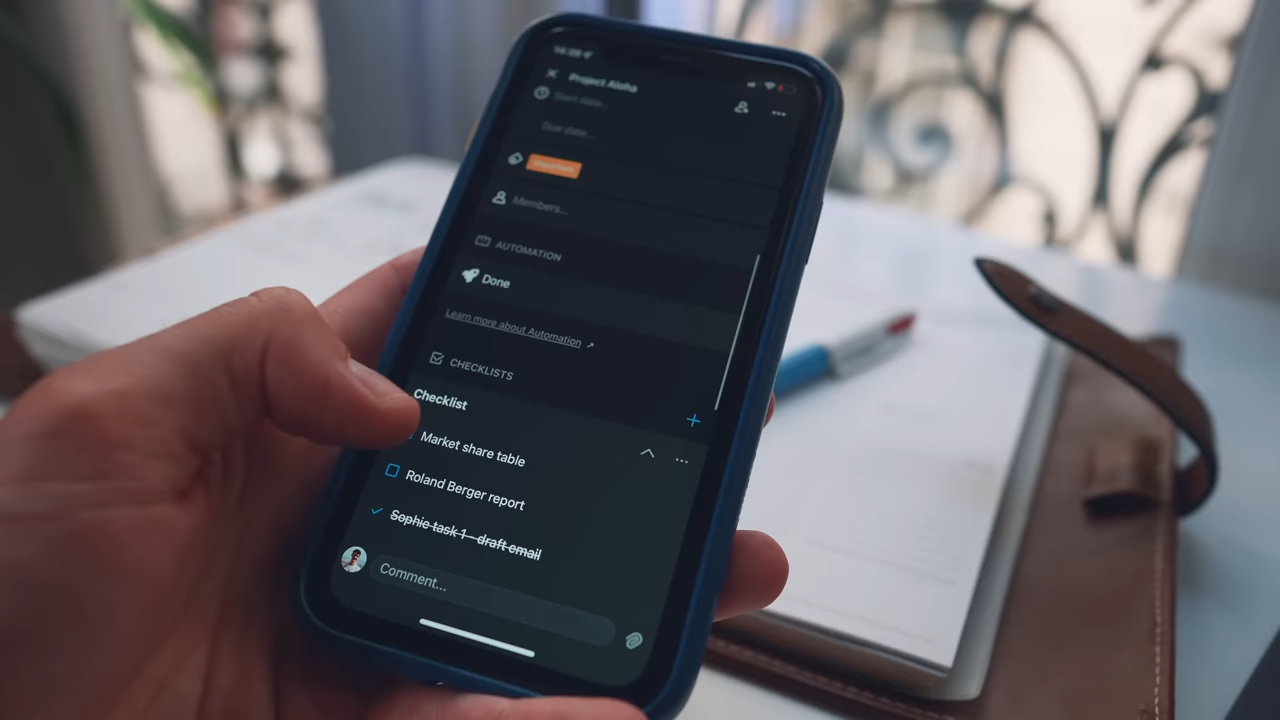 Project Aloha
Start date...
Due date...
Important
Members...
AUTOMATION
Done
Learn more about Automation ↗
CHECKLISTS
Checklist
Market share table
Roland Berger report
Sophie task 1 - draft email
Comment...